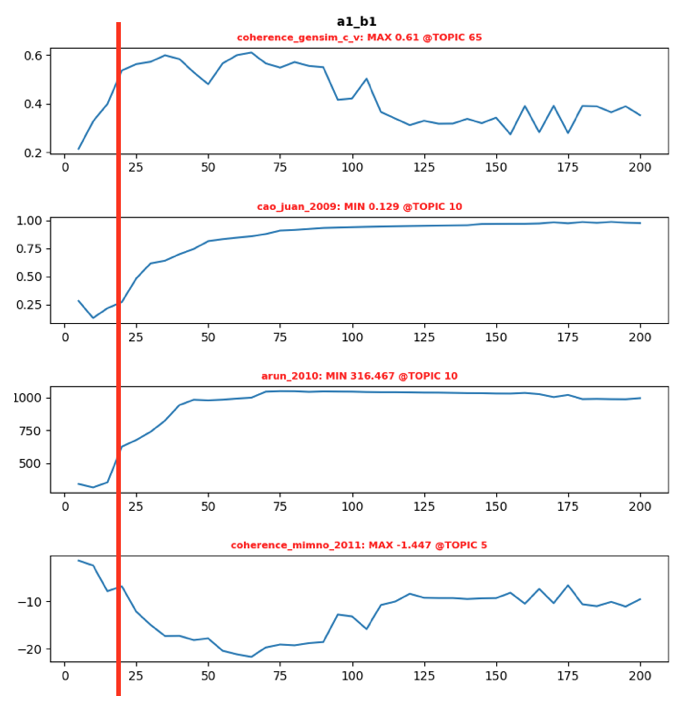 a1_b1
coherence_gensim_c_v: MAX 0.61 @TOPIC 65
0.6
0.4
0.2
0 25 50 75 100 125 150 175 200
cao_juan_2009: MIN 0.129 @TOPIC 10
1.00
0.75
0.50
0.25
0 25 50 75 100 125 150 175 200
arun_2010: MIN 316.467 @TOPIC 10
1000
750
500
0 25 50 75 100 125 150 175 200
coherence_mimno_2011: MAX -1.447 @TOPIC 5
−10
−20
0 25 50 75 100 125 150 175 200